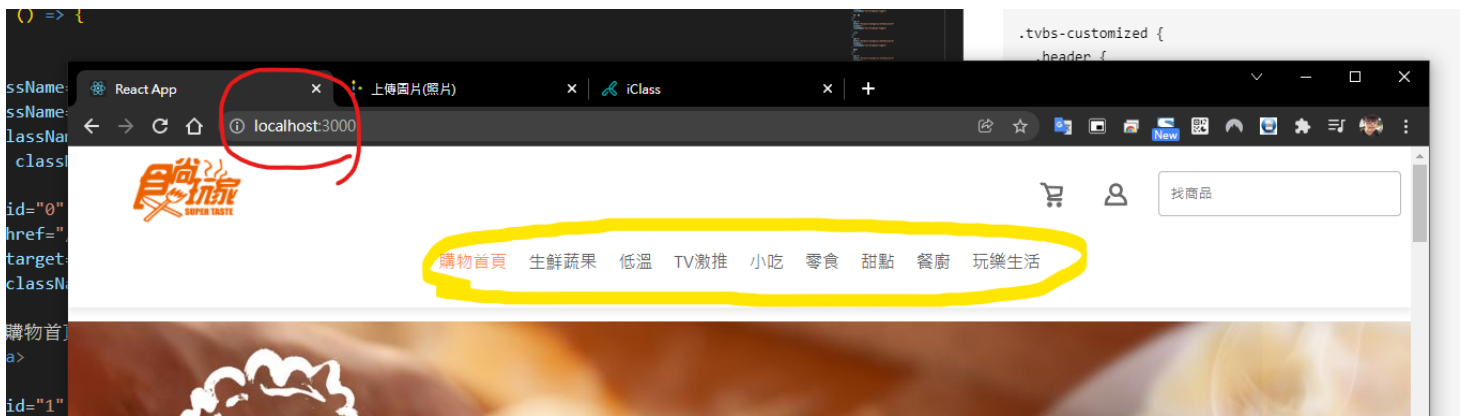 () => {
.tvbs-customized {
.header {
ssName=
React App
上傳圖片(照片)
iClass
ssName=
lassNam
localhost:3000
New
class
食尚玩家
SUPER TASTE
找商品
id="0"
href="/
target=
購物首頁 生鮮蔬果 低溫 TV激推 小吃 零食 甜點 餐廚 玩樂生活
classNa
購物首頁
a>
id="1"